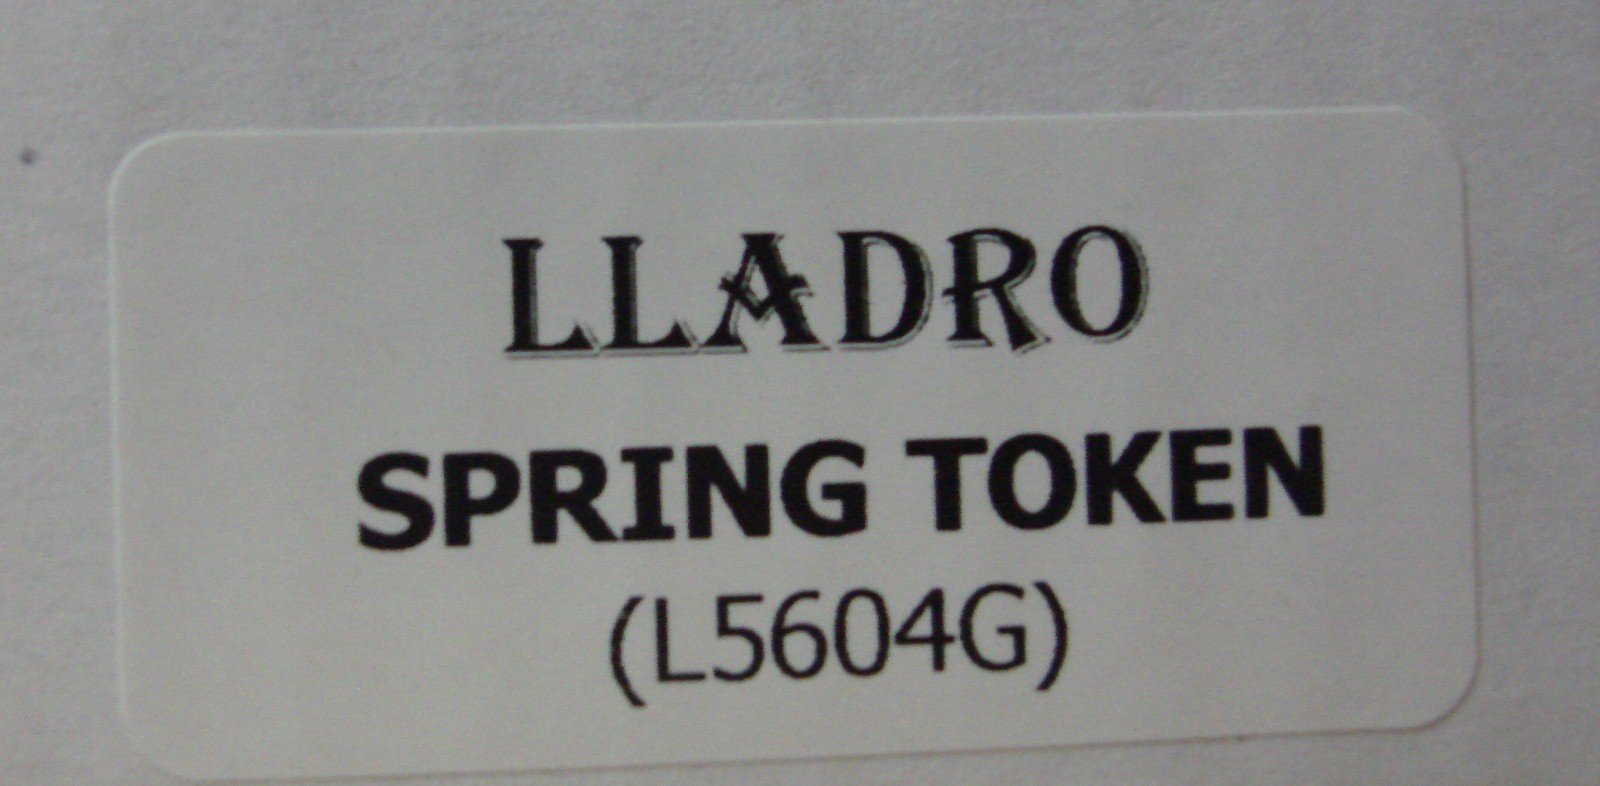 LLADRO
SPRING TOKEN
(L5604G)